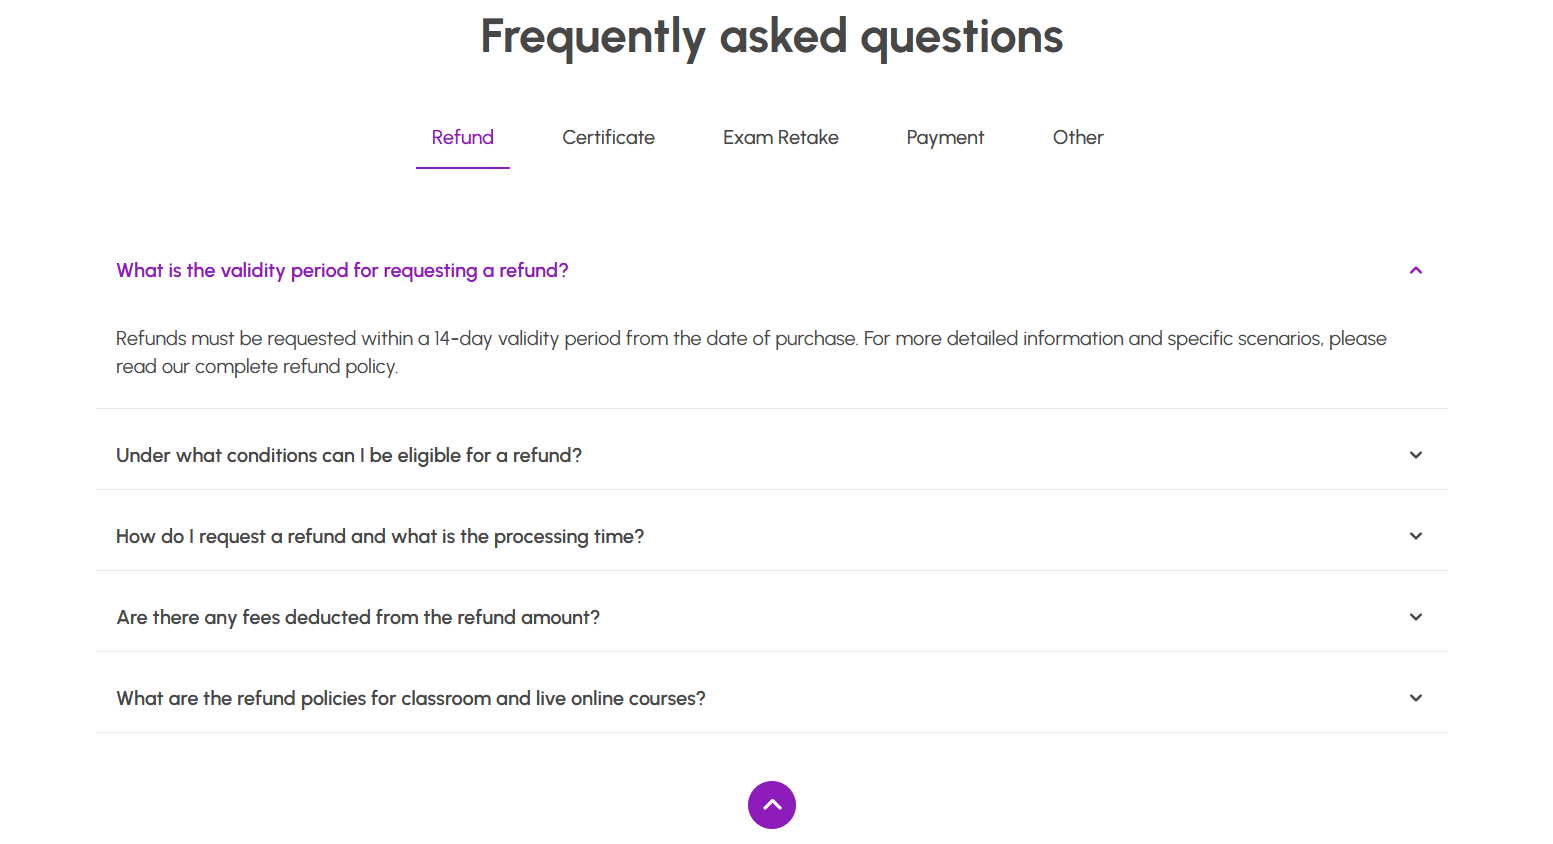 Frequently asked questions
Refund Certificate Exam Retake Payment Other
What is the validity period for requesting a refund?
Refunds must be requested within a 14-day validity period from the date of purchase. For more detailed information and specific scenarios, please
read our complete refund policy.
Under what conditions can I be eligible for a refund?
How do I request a refund and what is the processing time?
Are there any fees deducted from the refund amount?
What are the refund policies for classroom and live online courses?